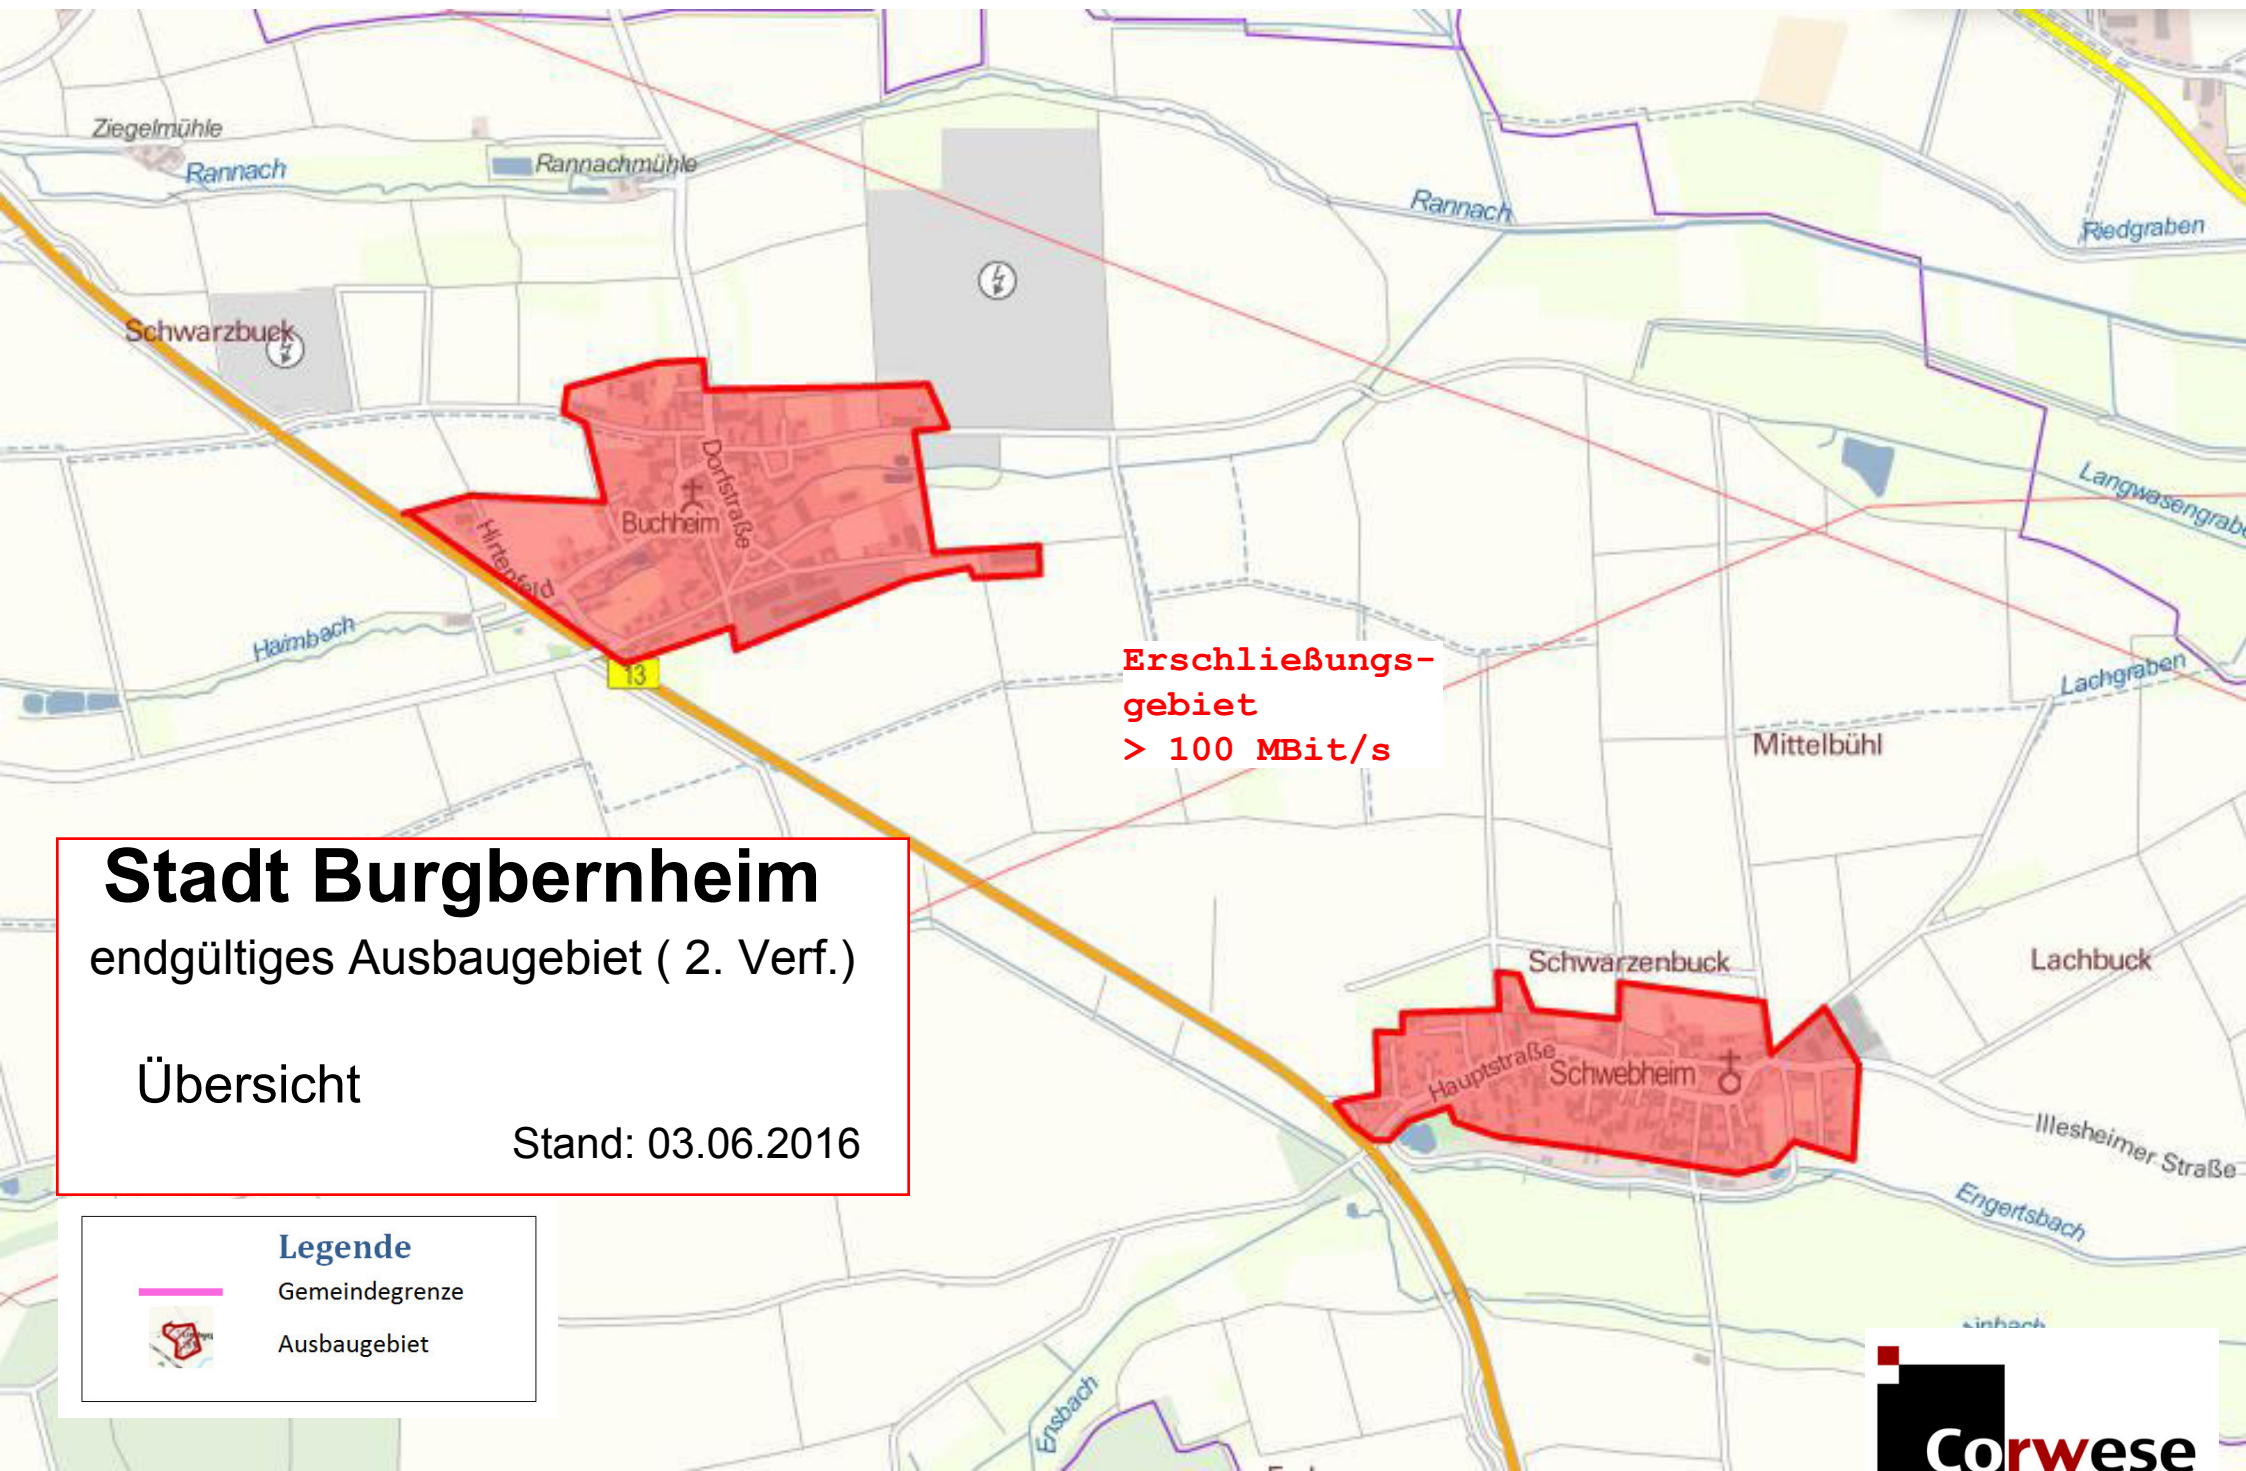 Ziegelmühle
Rannach
Rannachmühle
Rannach
Riedgraben
Schwarzbuck
Dorfstraße
Buchheim
Hirtenfeld
Langwasengrabe
Haimbach
13
Erschließungs-
gebiet
> 100 MBit/s
Lachgraben
Mittelbühl
Stadt Burgbernheim
endgültiges Ausbaugebiet ( 2. Verf.)
Übersicht
Stand: 03.06.2016
Schwarzenbuck
Lachbuck
Hauptstraße
Schwebheim
Illesheimer Straße
Engertsbach
Legende
Gemeindegrenze
Ausbaugebiet
Ensbach
Corwese